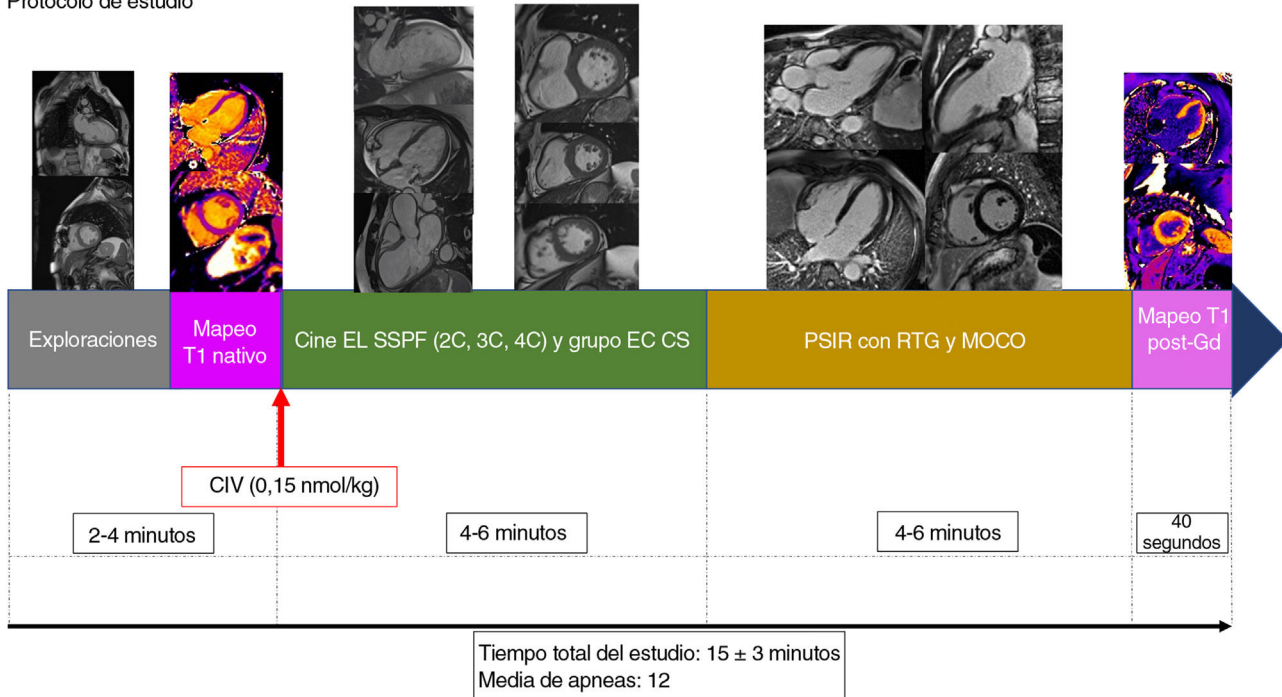 Protocolo de estudio
Exploraciones
Mapeo
T1 nativo
Cine EL SSPF (2C, 3C, 4C) y grupo EC CS
PSIR con RTG y MOCO
Mapeo T1
post-Gd
CIV (0,15 nmol/kg)
2-4 minutos
4-6 minutos
4-6 minutos
40
segundos
Tiempo total del estudio: 15 ± 3 minutos
Media de apneas: 12